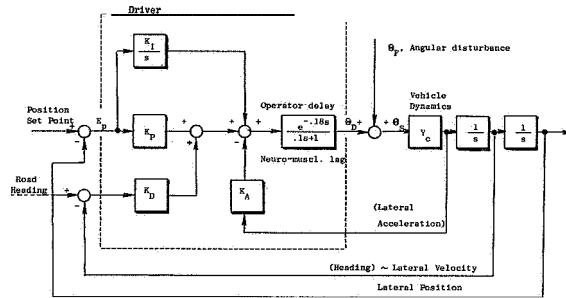 Driver
K_I
s
θ_F, Angular disturbance
Position
Set Point
+
-
E_p
K_P
+
+
+
-
+
Operator delay
e^-.18s
.1s+1
Neuro-muscl. lag
θ_D
+
+
θ_S
Vehicle
Dynamics
Y_c
1
s
1
s
Road
Heading
+
-
K_D
K_A
(Lateral
Acceleration)
(Heading) ~ Lateral Velocity
Lateral Position